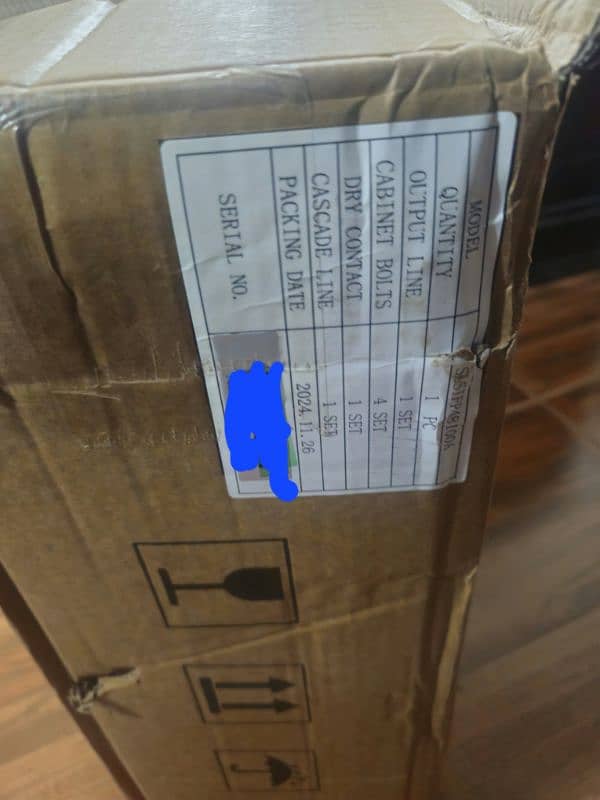 MODEL
QUANTITY 1 PC
OUTPUT LINE 1 SET
CABINET BOLTS 4 SET
DRY CONTACT 1 SET
CASCADE LINE 1 SET
PACKING DATE 2024.11.26
SERIAL NO.